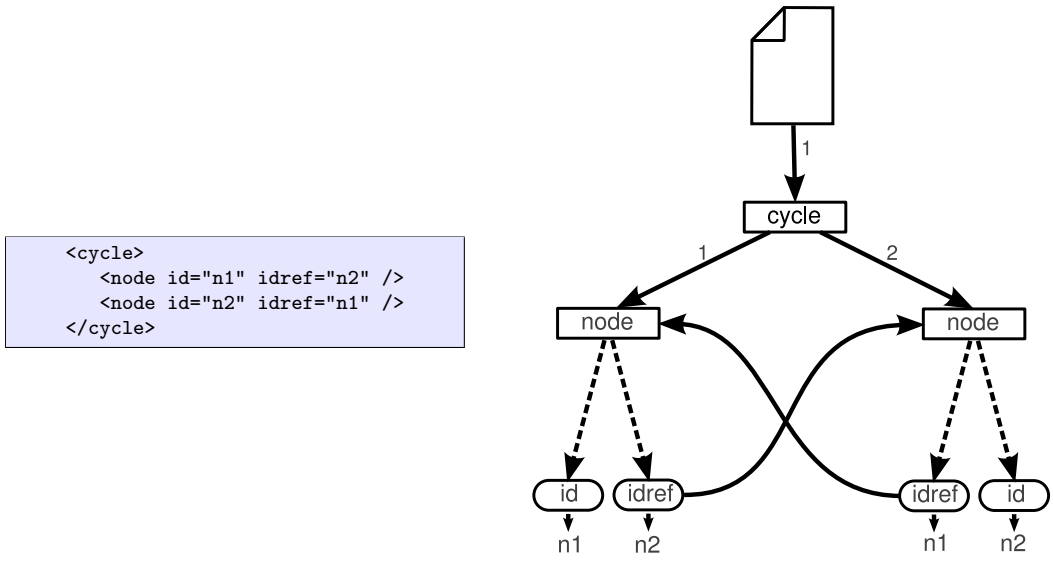 <cycle>
<node id="n1" idref="n2" />
<node id="n2" idref="n1" />
</cycle>
1
cycle
1 2
node node
id idref idref id
n1 n2 n1 n2